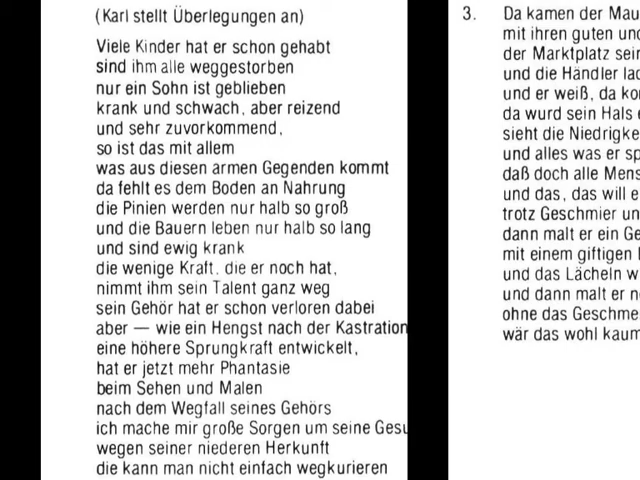 (Karl stellt Überlegungen an)
Viele Kinder hat er schon gehabt
sind ihm alle weggestorben
nur ein Sohn ist geblieben
krank und schwach, aber reizend
und sehr zuvorkommend,
so ist das mit allem
was aus diesen armen Gegenden kommt
da fehlt es dem Boden an Nahrung
die Pinien werden nur halb so groß
und die Bauern leben nur halb so lang
und sind ewig krank
die wenige Kraft, die er noch hat,
nimmt ihm sein Talent ganz weg
sein Gehör hat er schon verloren dabei
aber — wie ein Hengst nach der Kastration
eine höhere Sprungkraft entwickelt,
hat er jetzt mehr Phantasie
beim Sehen und Malen
nach dem Wegfall seines Gehörs
ich mache mir große Sorgen um seine
wegen seiner niederen Herkunft
die kann man nicht einfach wegkurieren
3. Da kamen der
mit ihren guten
der Marktplatz
und die Händler
und er weiß, da
da wurd sein Hals
sieht die
und alles was er
daß doch alle
und das, das will
trotz Geschmier
dann malt er ein
mit einem giftigen
und das Lächeln
und dann malt er
ohne das
wär das wohl